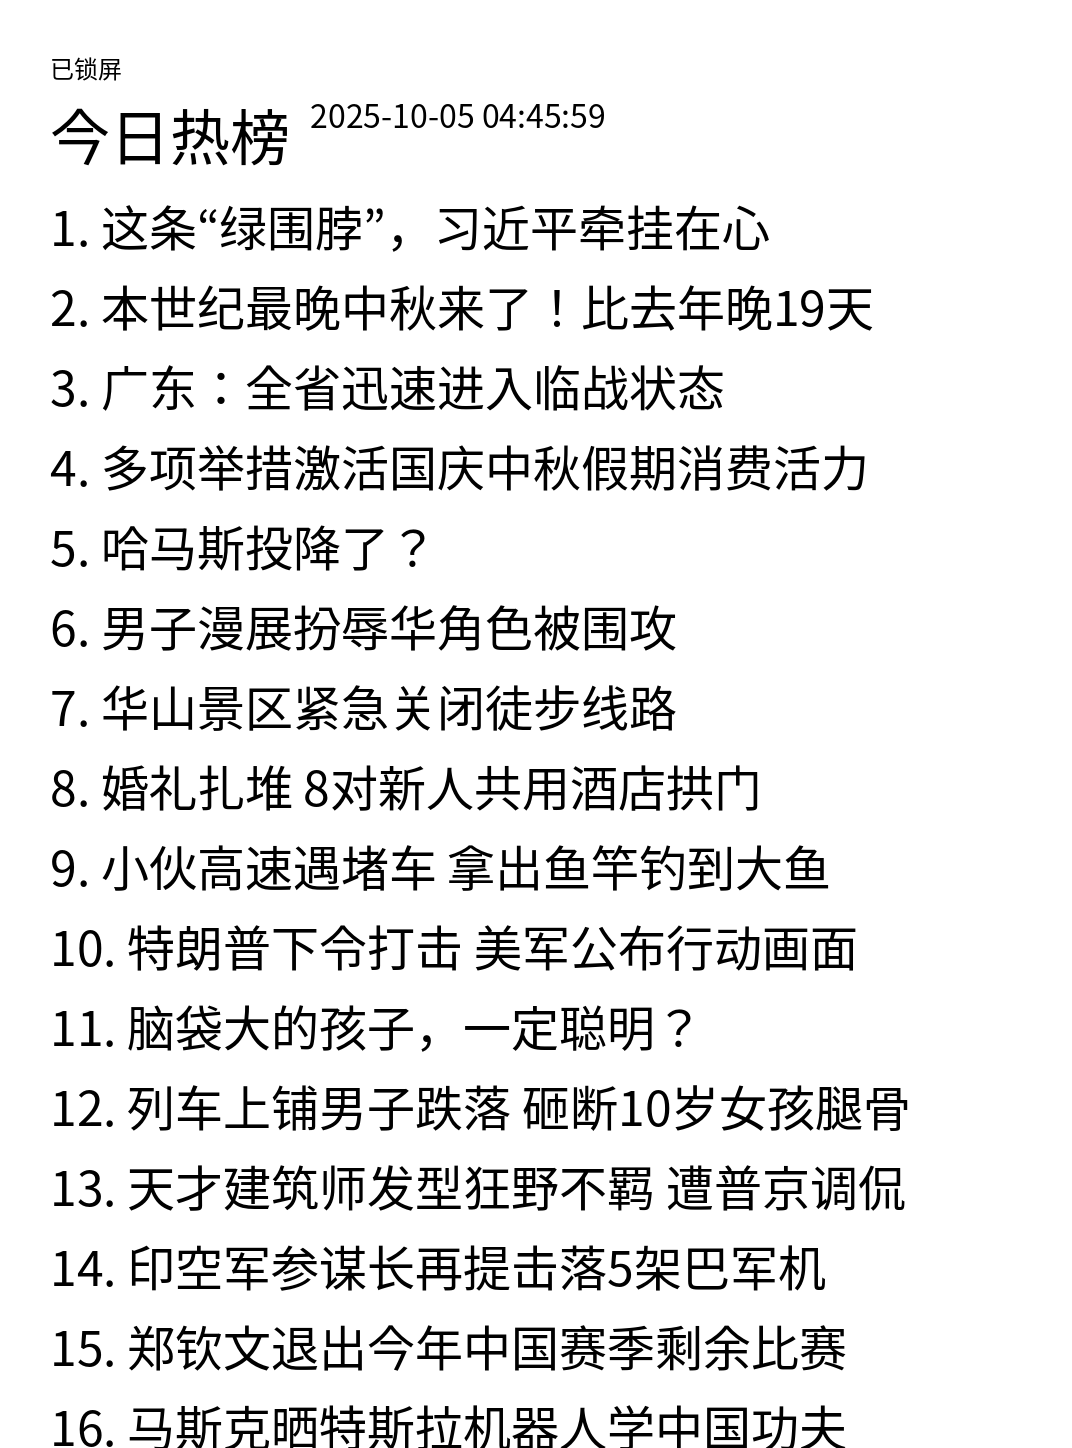 已锁屏
今日热榜 2025-10-05 04:45:59
1. 这条“绿围脖”，习近平牵挂在心
2. 本世纪最晚中秋来了！比去年晚19天
3. 广东：全省迅速进入临战状态
4. 多项举措激活国庆中秋假期消费活力
5. 哈马斯投降了？
6. 男子漫展扮辱华角色被围攻
7. 华山景区紧急关闭徒步线路
8. 婚礼扎堆 8对新人共用酒店拱门
9. 小伙高速遇堵车 拿出鱼竿钓到大鱼
10. 特朗普下令打击 美军公布行动画面
11. 脑袋大的孩子，一定聪明？
12. 列车上铺男子跌落 砸断10岁女孩腿骨
13. 天才建筑师发型狂野不羁 遭普京调侃
14. 印空军参谋长再提击落5架巴军机
15. 郑钦文退出今年中国赛季剩余比赛
16. 马斯克晒特斯拉机器人学中国功夫